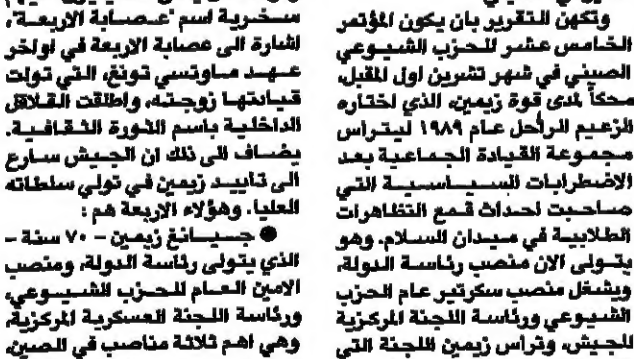 وتكهن التقرير بان يكون المؤتمر
الخامس عشر للحزب الشيوعي
الصيني في شهر تشرين اول المقبل،
محكاً لمدى قوة زيمين، الذي اختاره
الزعيم الراحل عام ١٩٨٩ ليتراس
مجموعة القيادة الجماعية بعد
الاضطرابات السياسية التي
صاحبت احداث قمع التظاهرات
الطلابية في ميدان السلام. وهو
يتولى الان منصب رئاسة الدولة،
ويشغل منصب سكرتير عام الحزب
الشيوعي ورئاسة اللجنة المركزية
للجيش، وتراس زيمين اللجنة التي
سخرية اسم "عصابة الاربعة"،
اشارة الى عصابة الاربعة في اواخر
عهد ماوتسي تونغ، التي تولت
قيادتها زوجته، واطلقت القلاقل
الداخلية باسم الثورة الثقافية.
يضاف الى ذلك ان الجيش سارع
الى تاييد زيمين في تولي سلطاته
العليا. وهؤلاء الاربعة هم :
● جيانغ زيمين - ٧٠ سنة -
الذي يتولى رئاسة الدولة، ومنصب
الامين العام للحزب الشيوعي،
ورئاسة اللجنة العسكرية المركزية،
وهي اهم ثلاثة مناصب في الصين،